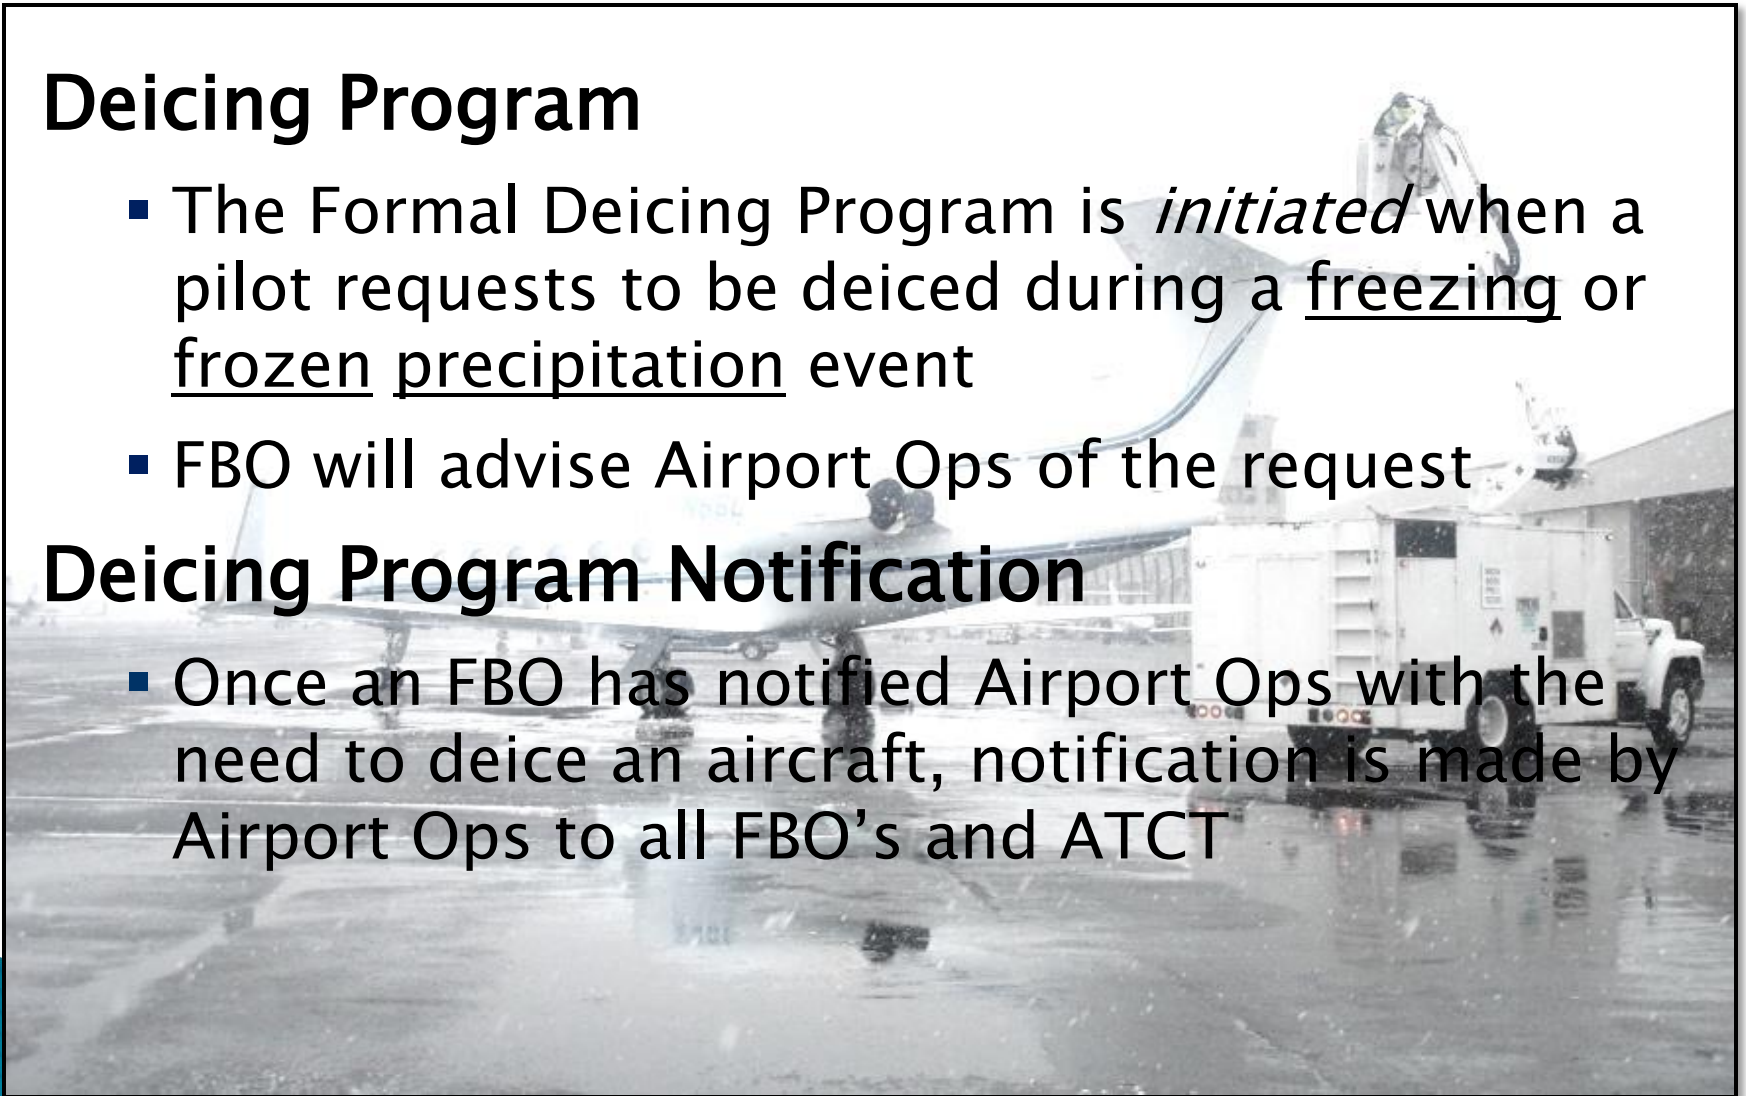 Deicing Program
▪ The Formal Deicing Program is initiated when a
pilot requests to be deiced during a freezing or
frozen precipitation event
▪ FBO will advise Airport Ops of the request
Deicing Program Notification
▪ Once an FBO has notified Airport Ops with the
need to deice an aircraft, notification is made by
Airport Ops to all FBO’s and ATCT